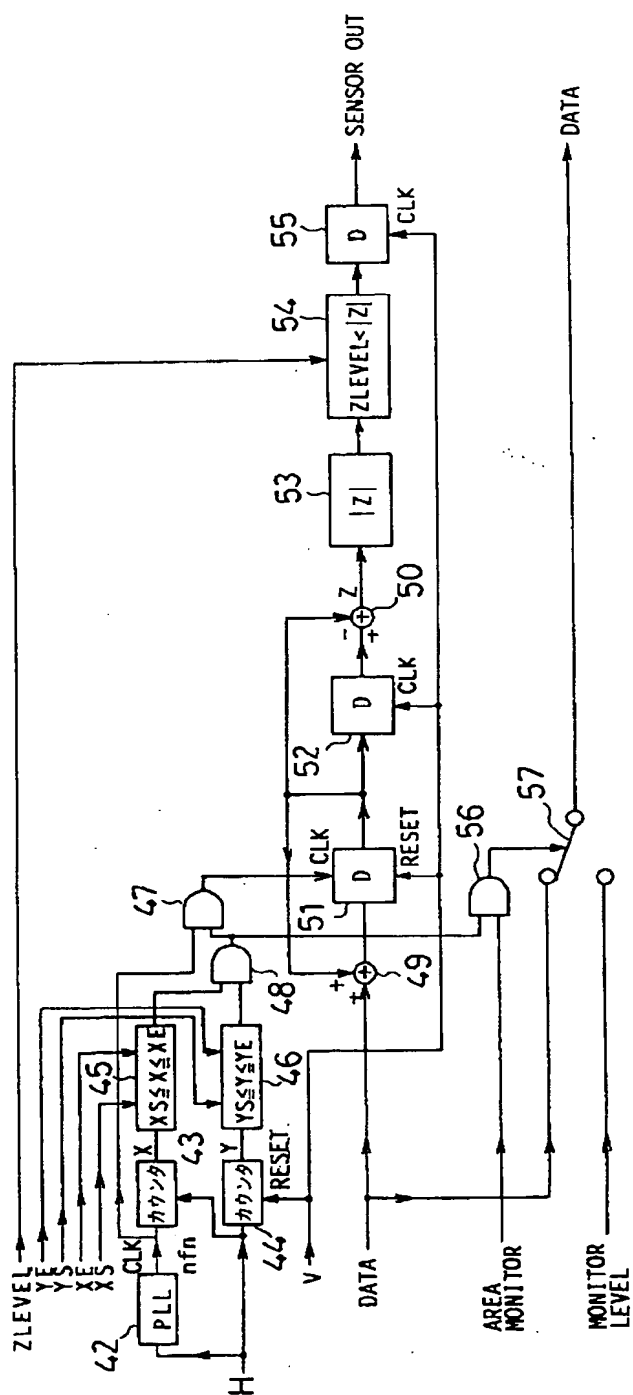 ZLEVEL
YE
YS
XE
XS
CLK
nfn
PLL
42
H
カウンタ
43
X
カウンタ
44
Y
RESET
45
XS≦X≦XE
46
YS≦Y≦YE
47
48
V
DATA
49
+
+
51
D
CLK
RESET
52
D
CLK
50
-
+
Z
53
|Z|
54
ZLEVEL<|Z|
55
D
CLK
SENSOR OUT
AREA
MONITOR
56
57
MONITOR
LEVEL
DATA